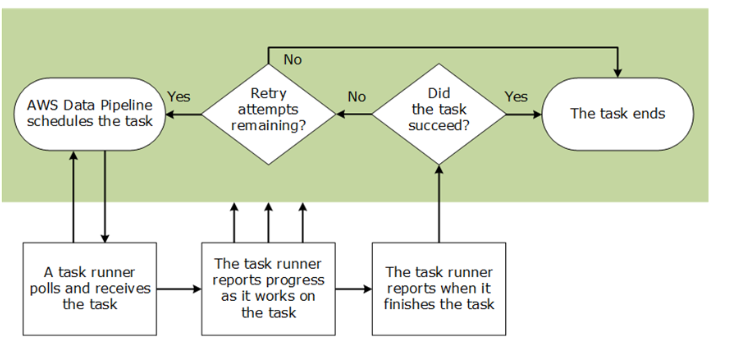 No
Retry
attempts
remaining?
Did
the task
succeed?
AWS Data Pipeline
schedules the task
Yes
No
Yes
The task ends
A task runner
polls and receives
the task
The task runner
reports progress
as it works on
the task
The task runner
reports when it
finishes the task